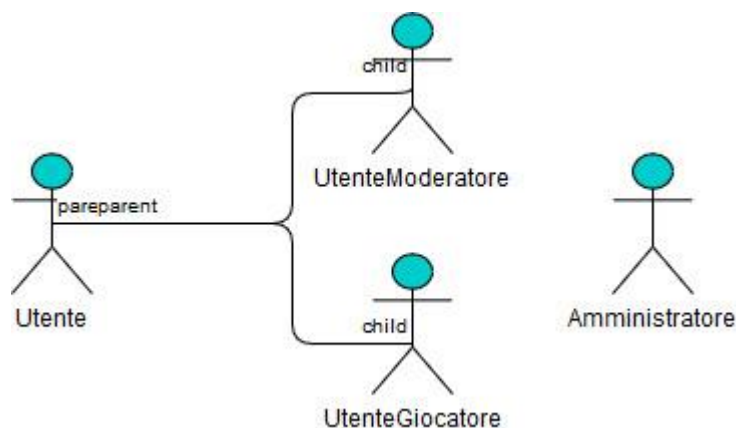 child
UtenteModeratore
pareparent
Utente
child
UtenteGiocatore
Amministratore